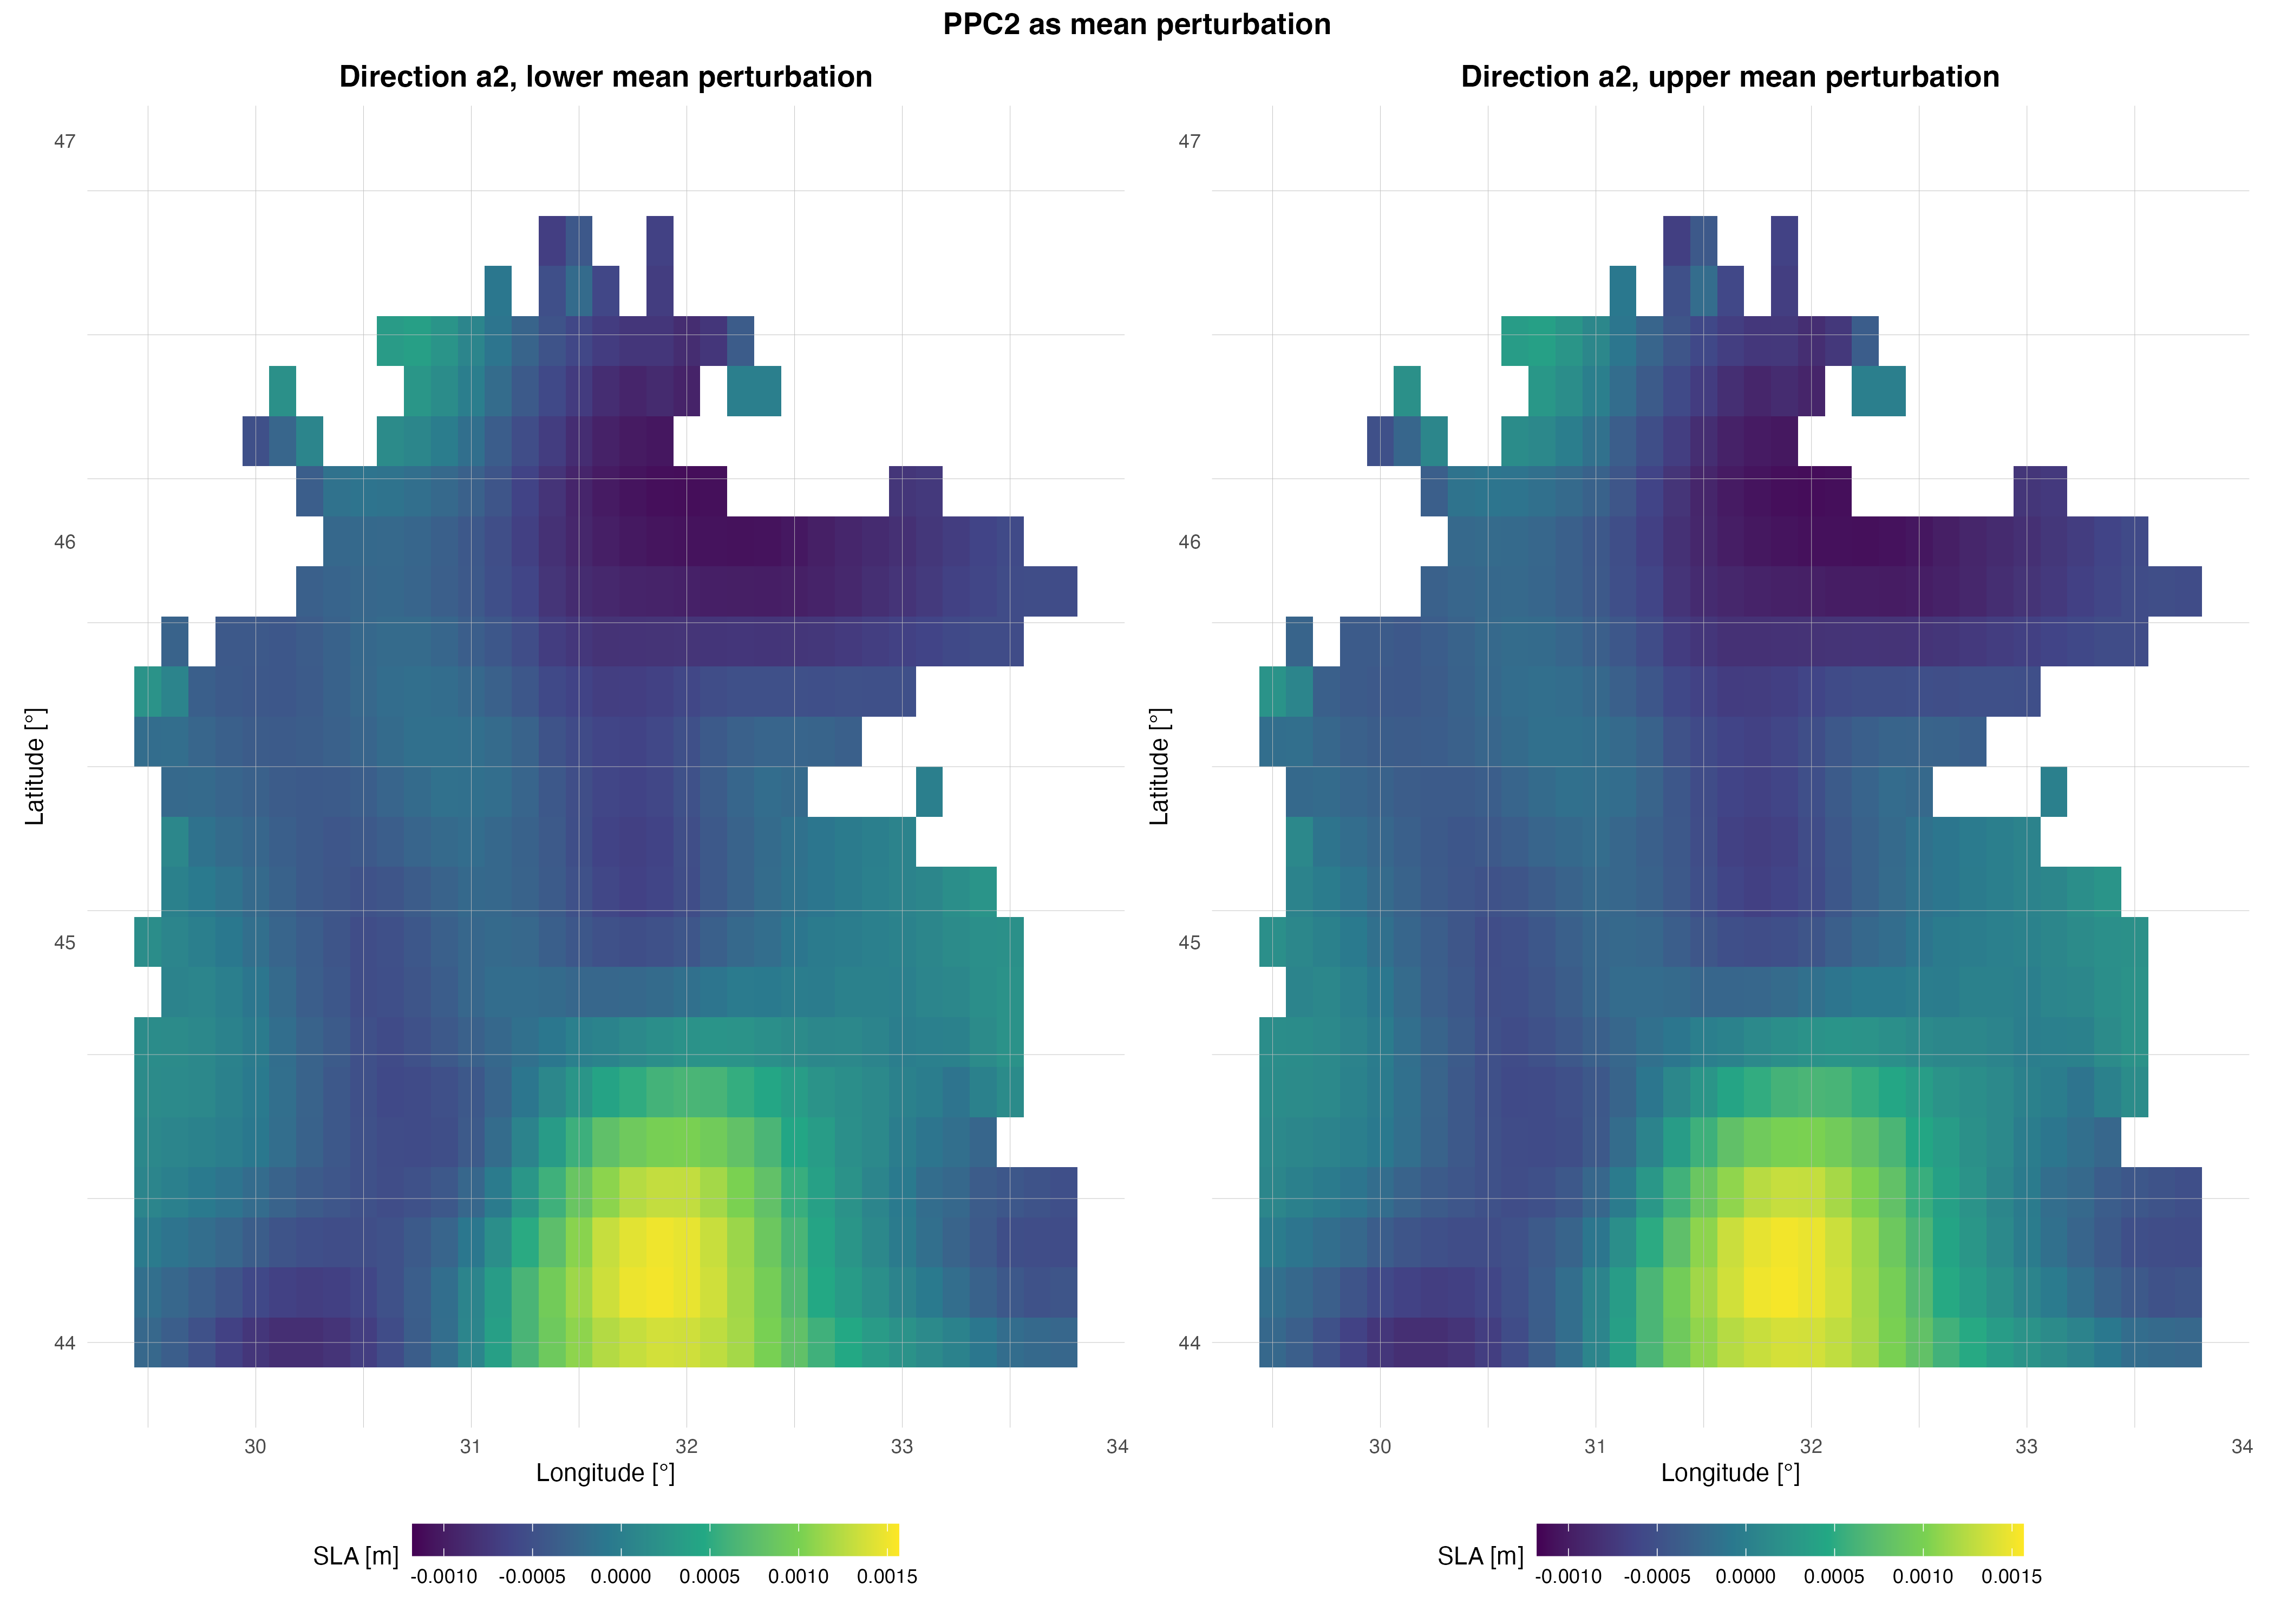 PPC2 as mean perturbation
Direction a2, lower mean perturbation
Direction a2, upper mean perturbation
47
46
45
44
Latitude [°]
30 31 32 33 34
Longitude [°]
SLA [m]
-0.0010 -0.0005 0.0000 0.0005 0.0010 0.0015
47
46
45
44
Latitude [°]
30 31 32 33 34
Longitude [°]
SLA [m]
-0.0010 -0.0005 0.0000 0.0005 0.0010 0.0015